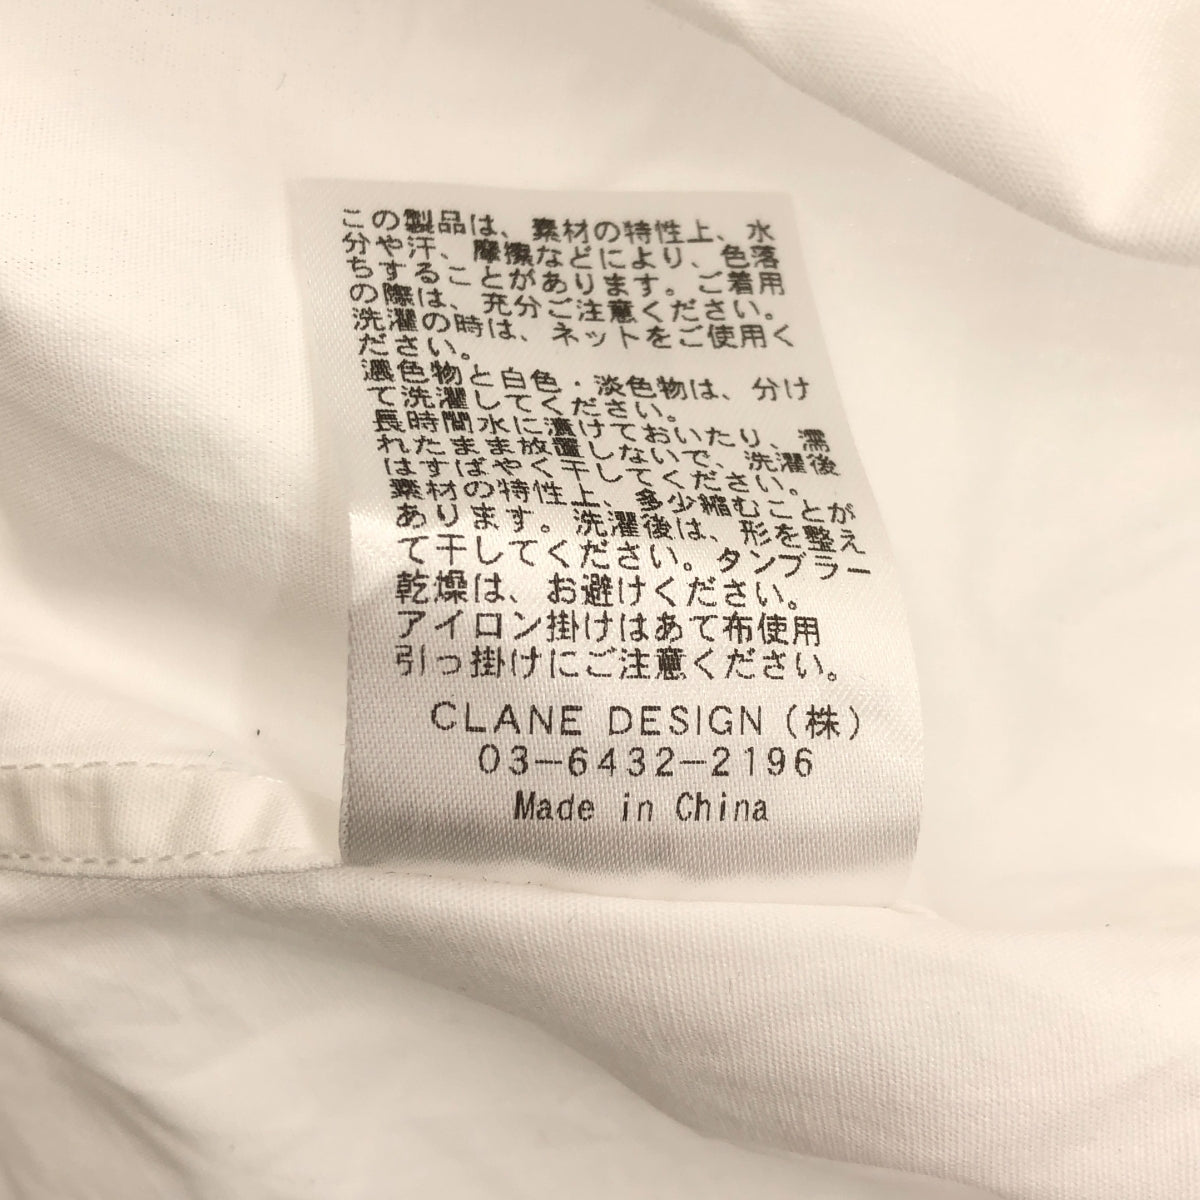 この製品は、素材の特性上、水
分や汗、摩擦などにより、色落
ちすることがあります。ご着用
の際は、充分ご注意ください。
洗濯の時は、ネットをご使用く
ださい。
濃色物と白色・淡色物は、分け
て洗濯してください。
長時間水に漬けておいたり、濡
れたまま放置しないで、洗濯後
はすばやく干してください。
素材の特性上、多少縮むことが
あります。洗濯後は、形を整え
て干してください。タンブラー
乾燥は、お避けください。
アイロン掛けはあて布使用
引っ掛けにご注意ください。
CLANE DESIGN（株）
03-6432-2196
Made in China